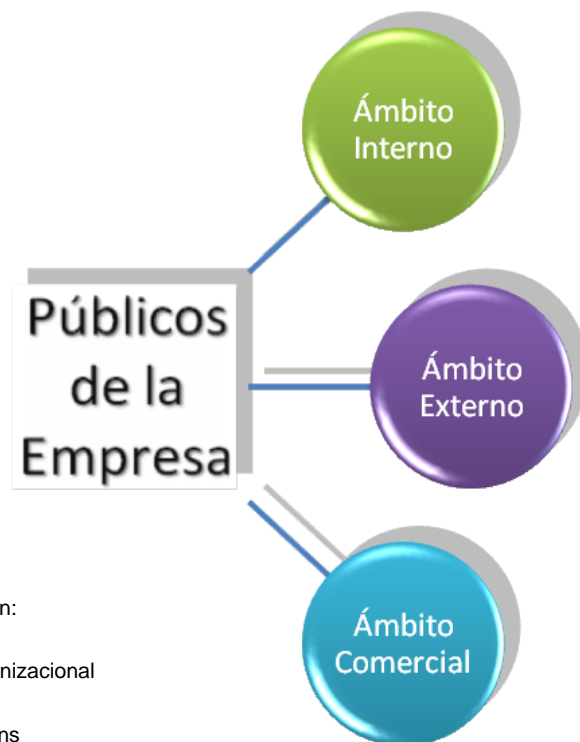 Ámbito
Interno
Públicos
de la
Empresa
Ámbito
Externo
Ámbito
Comercial